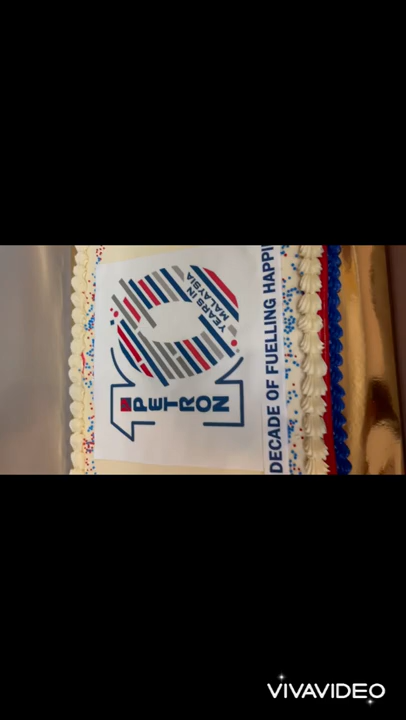 YEARS IN
MALAYSIA
PETRON
DECADE OF FUELLING HAPPI
VIVAVIDEO